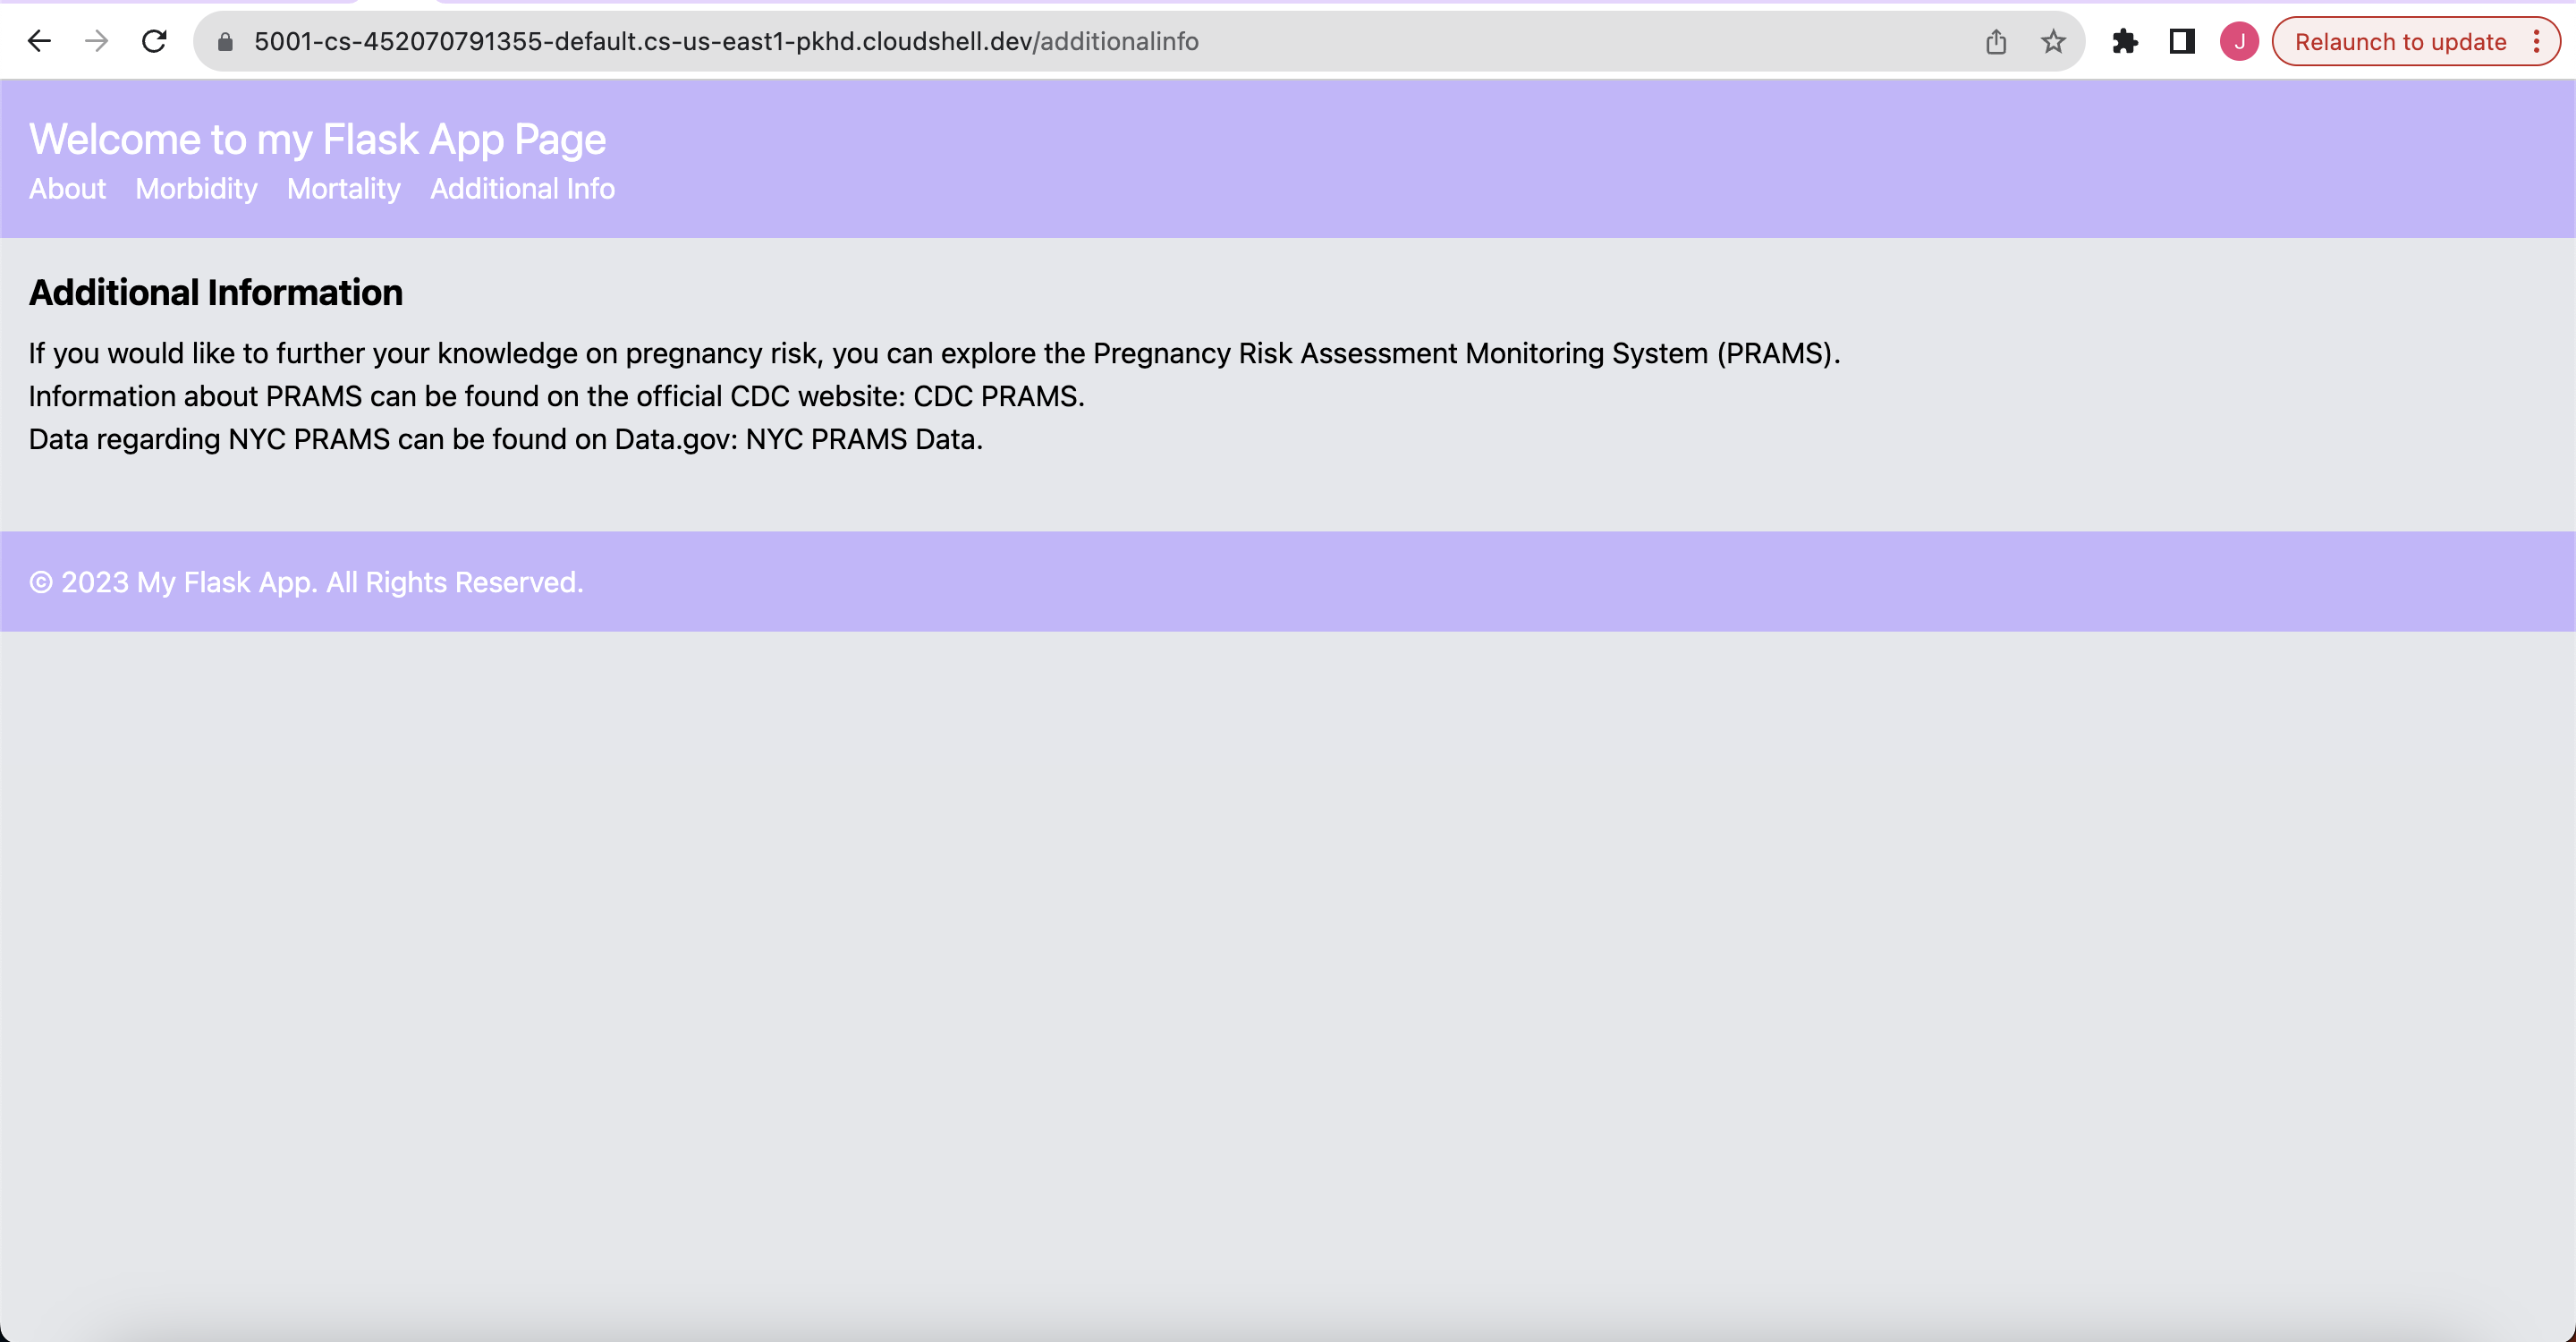 5001-cs-452070791355-default.cs-us-east1-pkhd.cloudshell.dev/additionalinfo
J
Relaunch to update
Welcome to my Flask App Page
About Morbidity Mortality Additional Info
Additional Information
If you would like to further your knowledge on pregnancy risk, you can explore the Pregnancy Risk Assessment Monitoring System (PRAMS).
Information about PRAMS can be found on the official CDC website: CDC PRAMS.
Data regarding NYC PRAMS can be found on Data.gov: NYC PRAMS Data.
© 2023 My Flask App. All Rights Reserved.